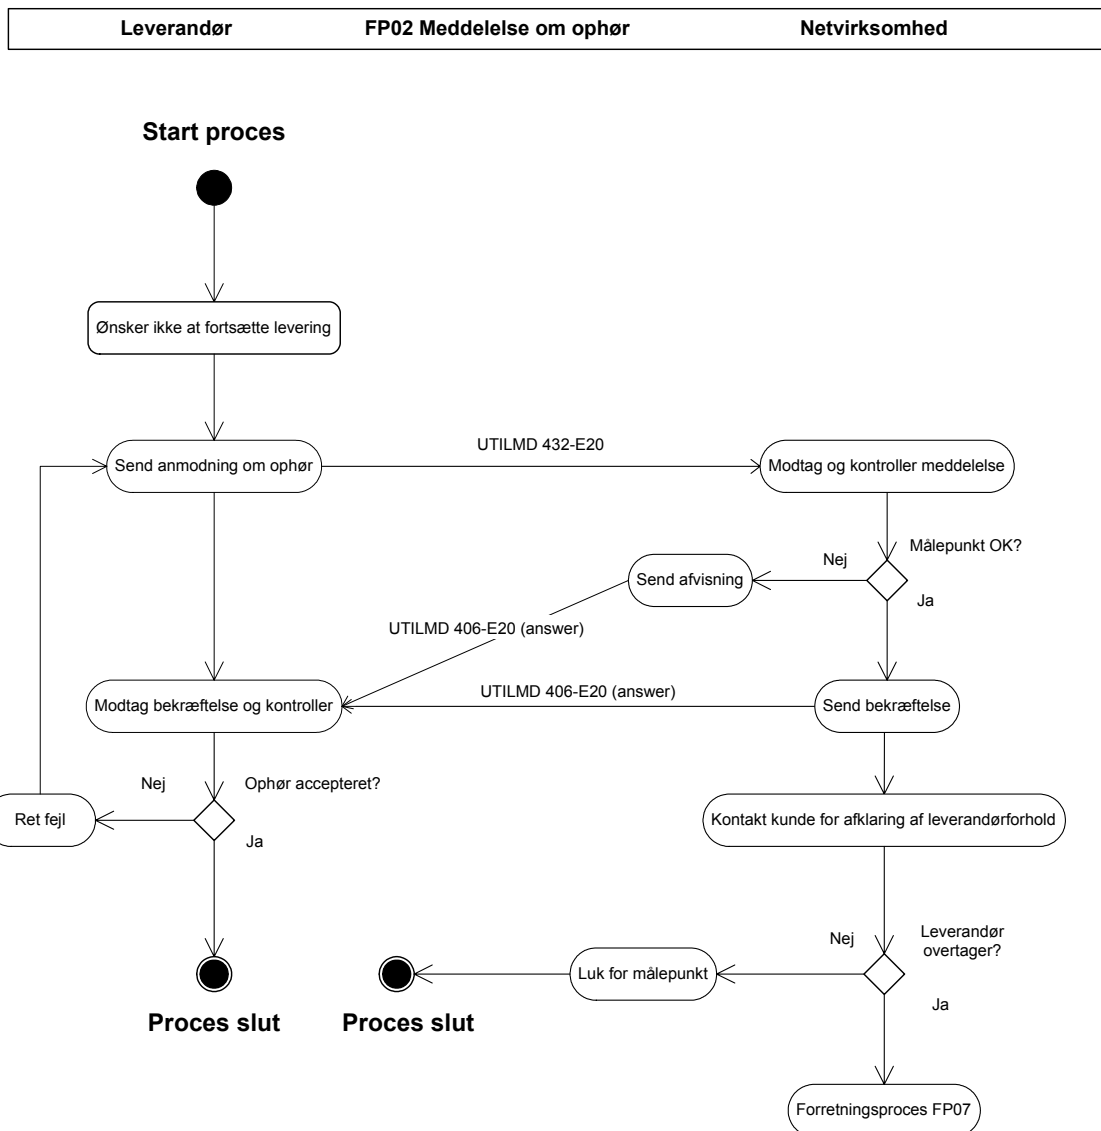 Leverandør FP02 Meddelelse om ophør Netvirksomhed
Start proces
Ønsker ikke at fortsætte levering
Send anmodning om ophør
UTILMD 432-E20
Modtag og kontroller meddelelse
Målepunkt OK?
Nej
Send afvisning
Ja
UTILMD 406-E20 (answer)
UTILMD 406-E20 (answer)
Modtag bekræftelse og kontroller
Send bekræftelse
Nej
Ophør accepteret?
Ret fejl
Ja
Kontakt kunde for afklaring af leverandørforhold
Nej
Leverandør
overtager?
Luk for målepunkt
Ja
Proces slut
Proces slut
Forretningsproces FP07